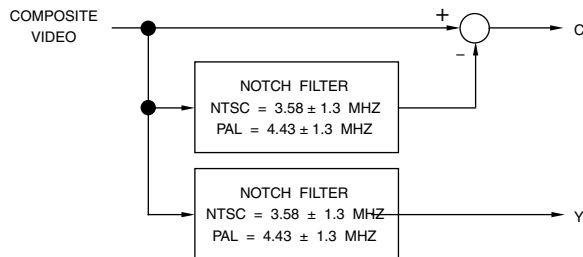 COMPOSITE
VIDEO
+
C
−
NOTCH FILTER
NTSC = 3.58 ± 1.3 MHZ
PAL = 4.43 ± 1.3 MHZ
NOTCH FILTER
NTSC = 3.58 ± 1.3 MHZ
PAL = 4.43 ± 1.3 MHZ
Y